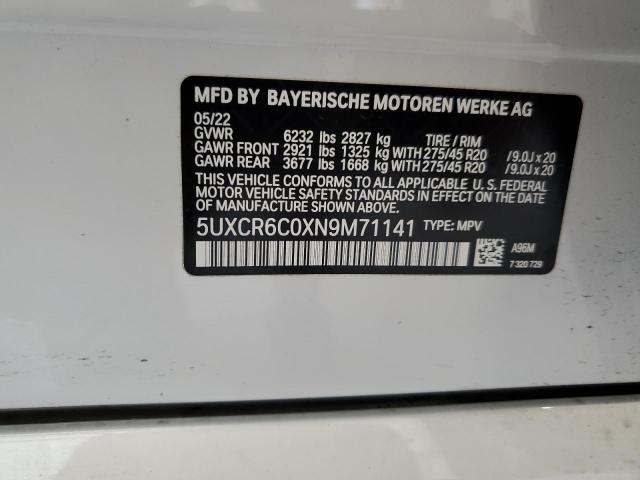 MFD BY BAYERISCHE MOTOREN WERKE AG
05/22
GVWR 6232 lbs 2827 kg TIRE / RIM
GAWR FRONT 2921 lbs 1325 kg WITH 275/45 R20 / 9.0J x 20
GAWR REAR 3677 lbs 1668 kg WITH 275/45 R20 / 9.0J x 20
THIS VEHICLE CONFORMS TO ALL APPLICABLE U.S. FEDERAL
MOTOR VEHICLE SAFETY STANDARDS IN EFFECT ON THE
DATE OF MANUFACTURE SHOWN ABOVE.
5UXCR6C0XN9M71141 TYPE: MPV
A96M
7 320 729